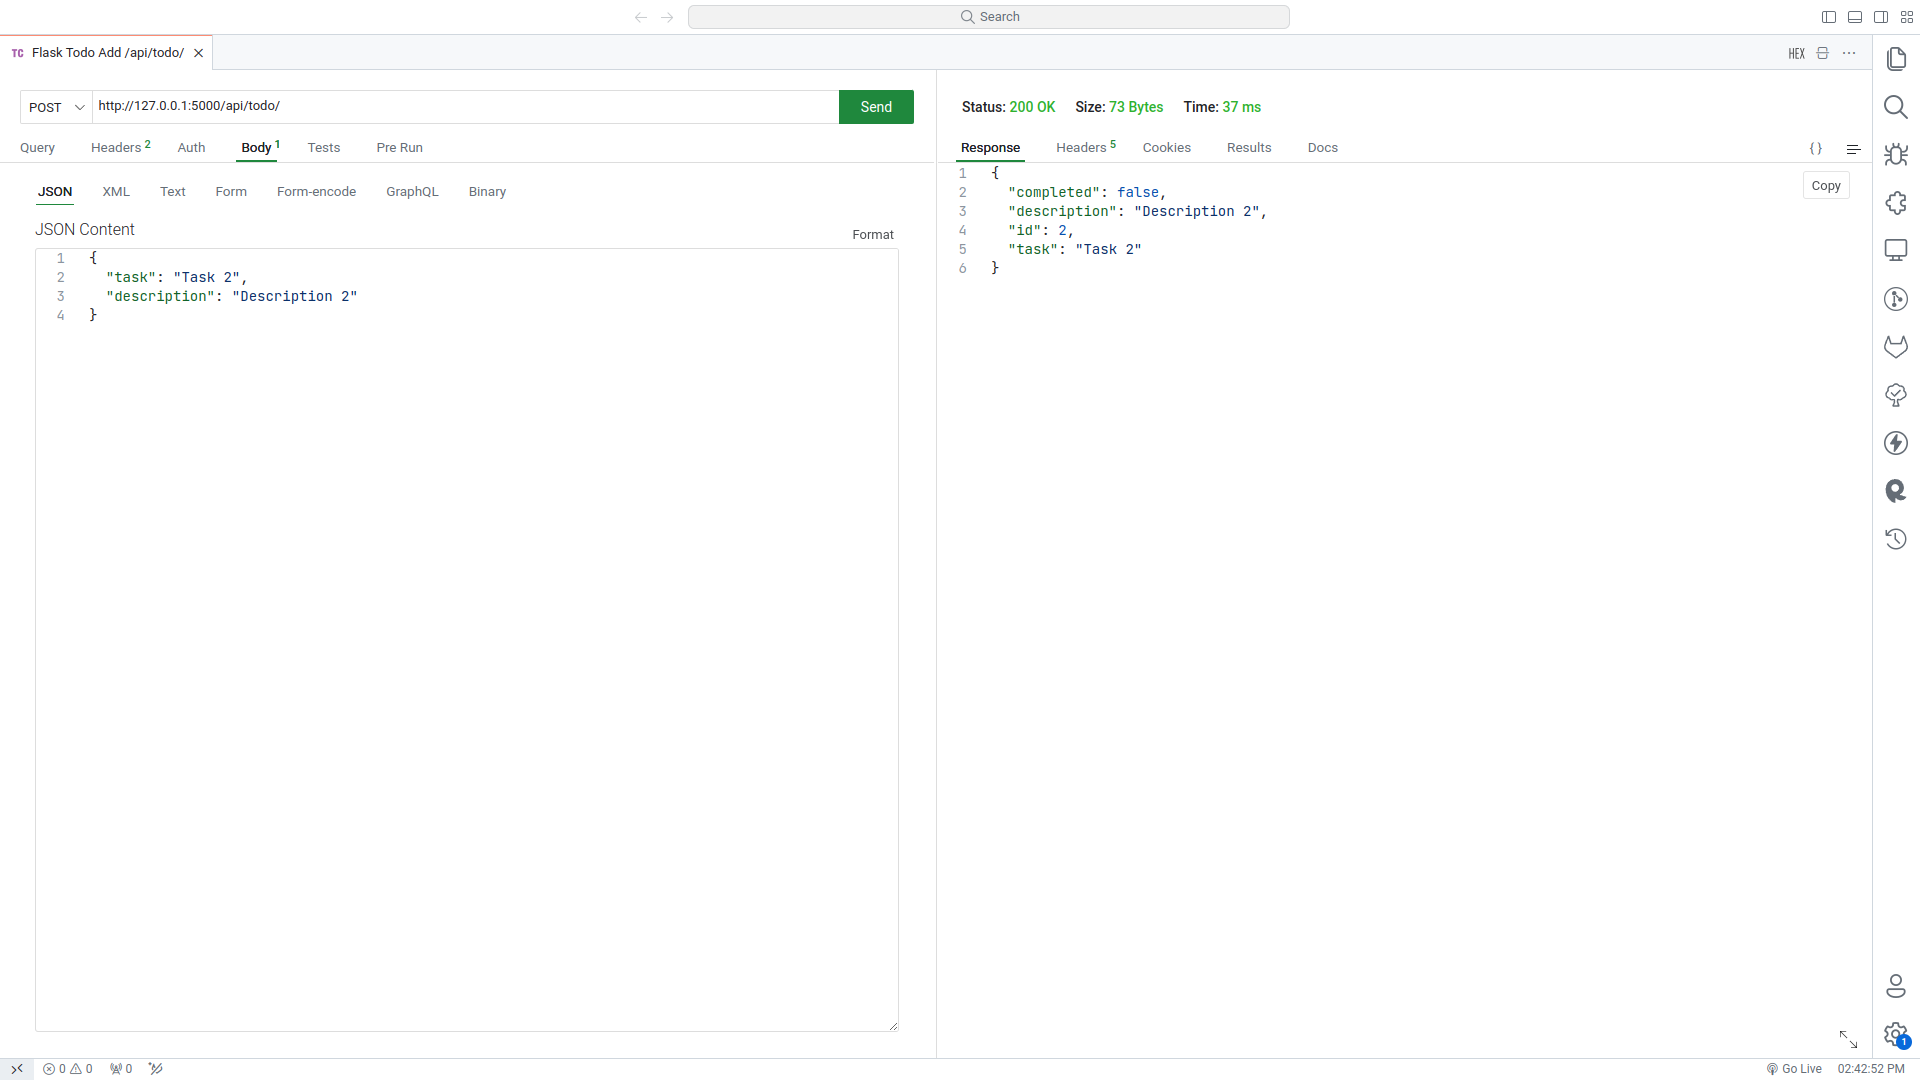 Search
TC Flask Todo Add /api/todo/
HEX
POST http://127.0.0.1:5000/api/todo/ Send
Query Headers 2 Auth Body 1 Tests Pre Run
JSON XML Text Form Form-encode GraphQL Binary
JSON Content
Format
1 {
2 "task": "Task 2",
3 "description": "Description 2"
4 }
Status: 200 OK Size: 73 Bytes Time: 37 ms
Response Headers 5 Cookies Results Docs
{ }
Copy
1 {
2 "completed": false,
3 "description": "Description 2",
4 "id": 2,
5 "task": "Task 2"
6 }
1
0 0 0
Go Live 02:42:52 PM